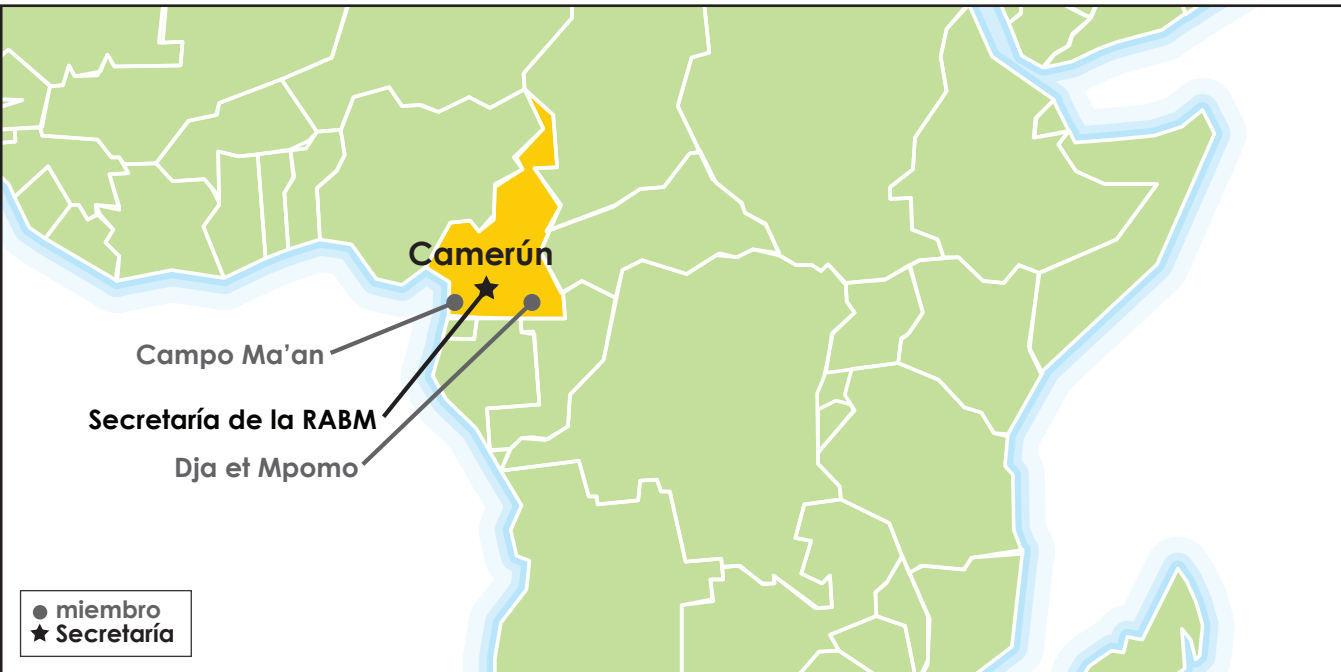 Camerún
Campo Ma’an
Secretaría de la RABM
Dja et Mpomo
miembro
Secretaría